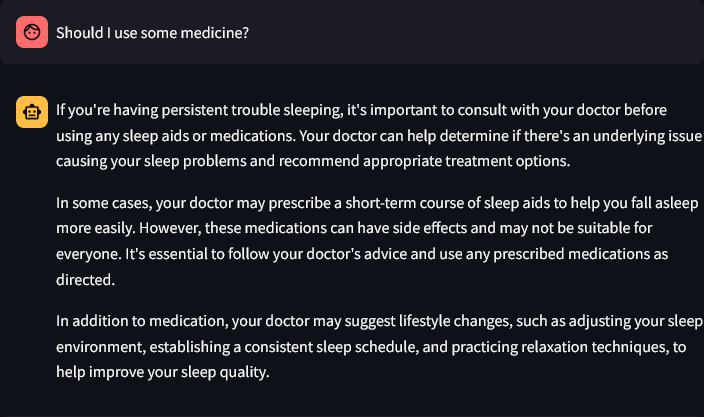 Should I use some medicine?
If you're having persistent trouble sleeping, it's important to consult with your doctor before
using any sleep aids or medications. Your doctor can help determine if there's an underlying issue
causing your sleep problems and recommend appropriate treatment options.
In some cases, your doctor may prescribe a short-term course of sleep aids to help you fall asleep
more easily. However, these medications can have side effects and may not be suitable for
everyone. It's essential to follow your doctor's advice and use any prescribed medications as
directed.
In addition to medication, your doctor may suggest lifestyle changes, such as adjusting your sleep
environment, establishing a consistent sleep schedule, and practicing relaxation techniques, to
help improve your sleep quality.